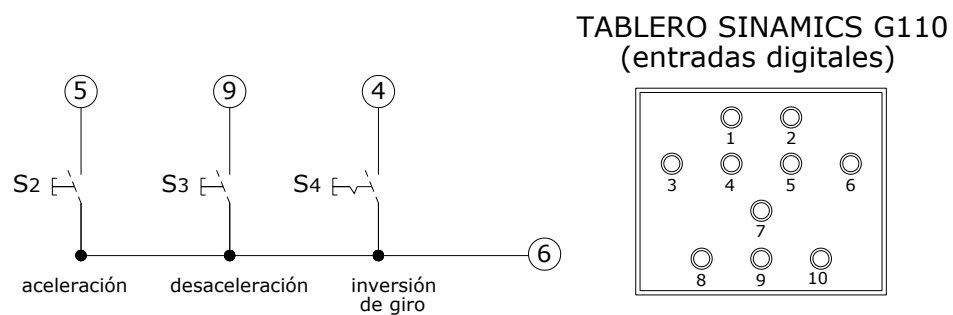 TABLERO SINAMICS G110
(entradas digitales)
5
9
4
S2
S3
S4
6
aceleración
desaceleración
inversión
de giro
1
2
3
4
5
6
7
8
9
10